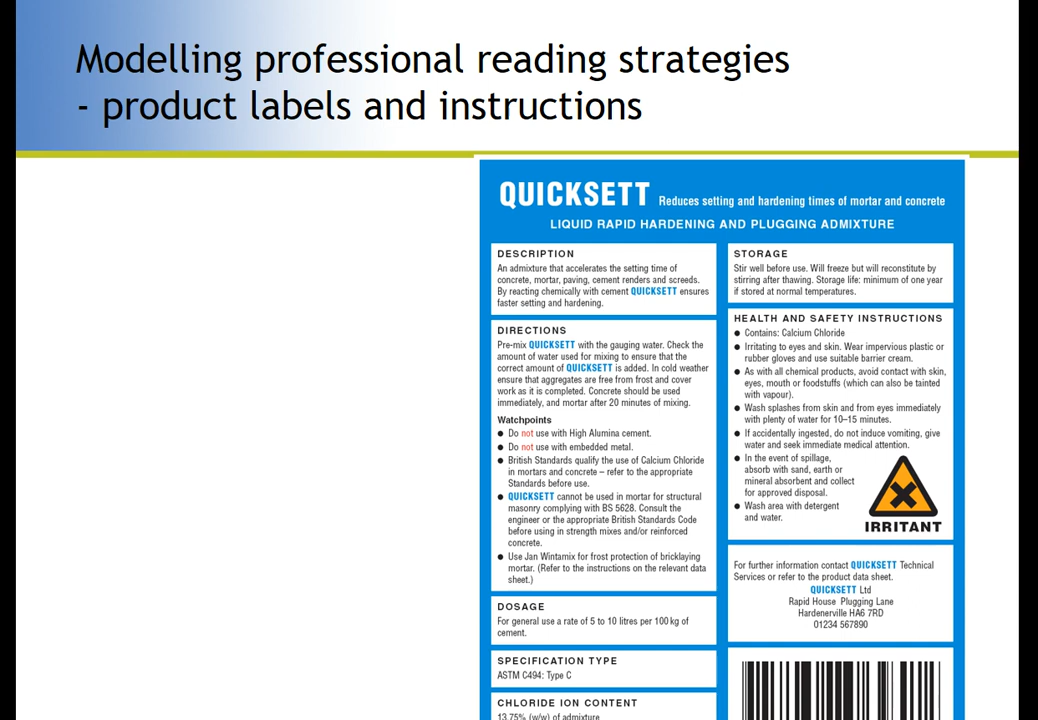 Modelling professional reading strategies
- product labels and instructions
QUICKSETT Reduces setting and hardening times of mortar and concrete
LIQUID RAPID HARDENING AND PLUGGING ADMIXTURE
DESCRIPTION
An admixture that accelerates the setting time of
concrete, mortar, paving, cement renders and screeds.
By reacting chemically with cement QUICKSETT ensures
faster setting and hardening.
DIRECTIONS
Pre-mix QUICKSETT with the gauging water. Check the
amount of water used for mixing to ensure that the
correct amount of QUICKSETT is added. In cold weather
ensure that aggregates are free from frost and cover
work as it is completed. Concrete should be used
immediately, and mortar after 20 minutes of mixing.
Watchpoints
● Do not use with High Alumina cement.
● Do not use with embedded metal.
● British Standards qualify the use of Calcium Chloride
in mortars and concrete – refer to the appropriate
Standards before use.
● QUICKSETT cannot be used in mortar for structural
masonry complying with BS 5628. Consult the
engineer or the appropriate British Standards Code
before using in strength mixes and/or reinforced
concrete.
● Use Jan Wintamix for frost protection of bricklaying
mortar. (Refer to the instructions on the relevant data
sheet.)
DOSAGE
For general use a rate of 5 to 10 litres per 100 kg of
cement.
SPECIFICATION TYPE
ASTM C494: Type C
CHLORIDE ION CONTENT
13.75% (w/w) of admixture
STORAGE
Stir well before use. Will freeze but will reconstitute by
stirring after thawing. Storage life: minimum of one year
if stored at normal temperatures.
HEALTH AND SAFETY INSTRUCTIONS
● Contains: Calcium Chloride
● Irritating to eyes and skin. Wear impervious plastic or
rubber gloves and use suitable barrier cream.
● As with all chemical products, avoid contact with skin,
eyes, mouth or foodstuffs (which can also be tainted
with vapour).
● Wash splashes from skin and from eyes immediately
with plenty of water for 10–15 minutes.
● If accidentally ingested, do not induce vomiting, give
water and seek immediate medical attention.
● In the event of spillage,
absorb with sand, earth or
mineral absorbent and collect
for approved disposal.
● Wash area with detergent
and water.
IRRITANT
For further information contact QUICKSETT Technical
Services or refer to the product data sheet.
QUICKSETT Ltd
Rapid House Plugging Lane
Hardenerville HA6 7RD
01234 567890